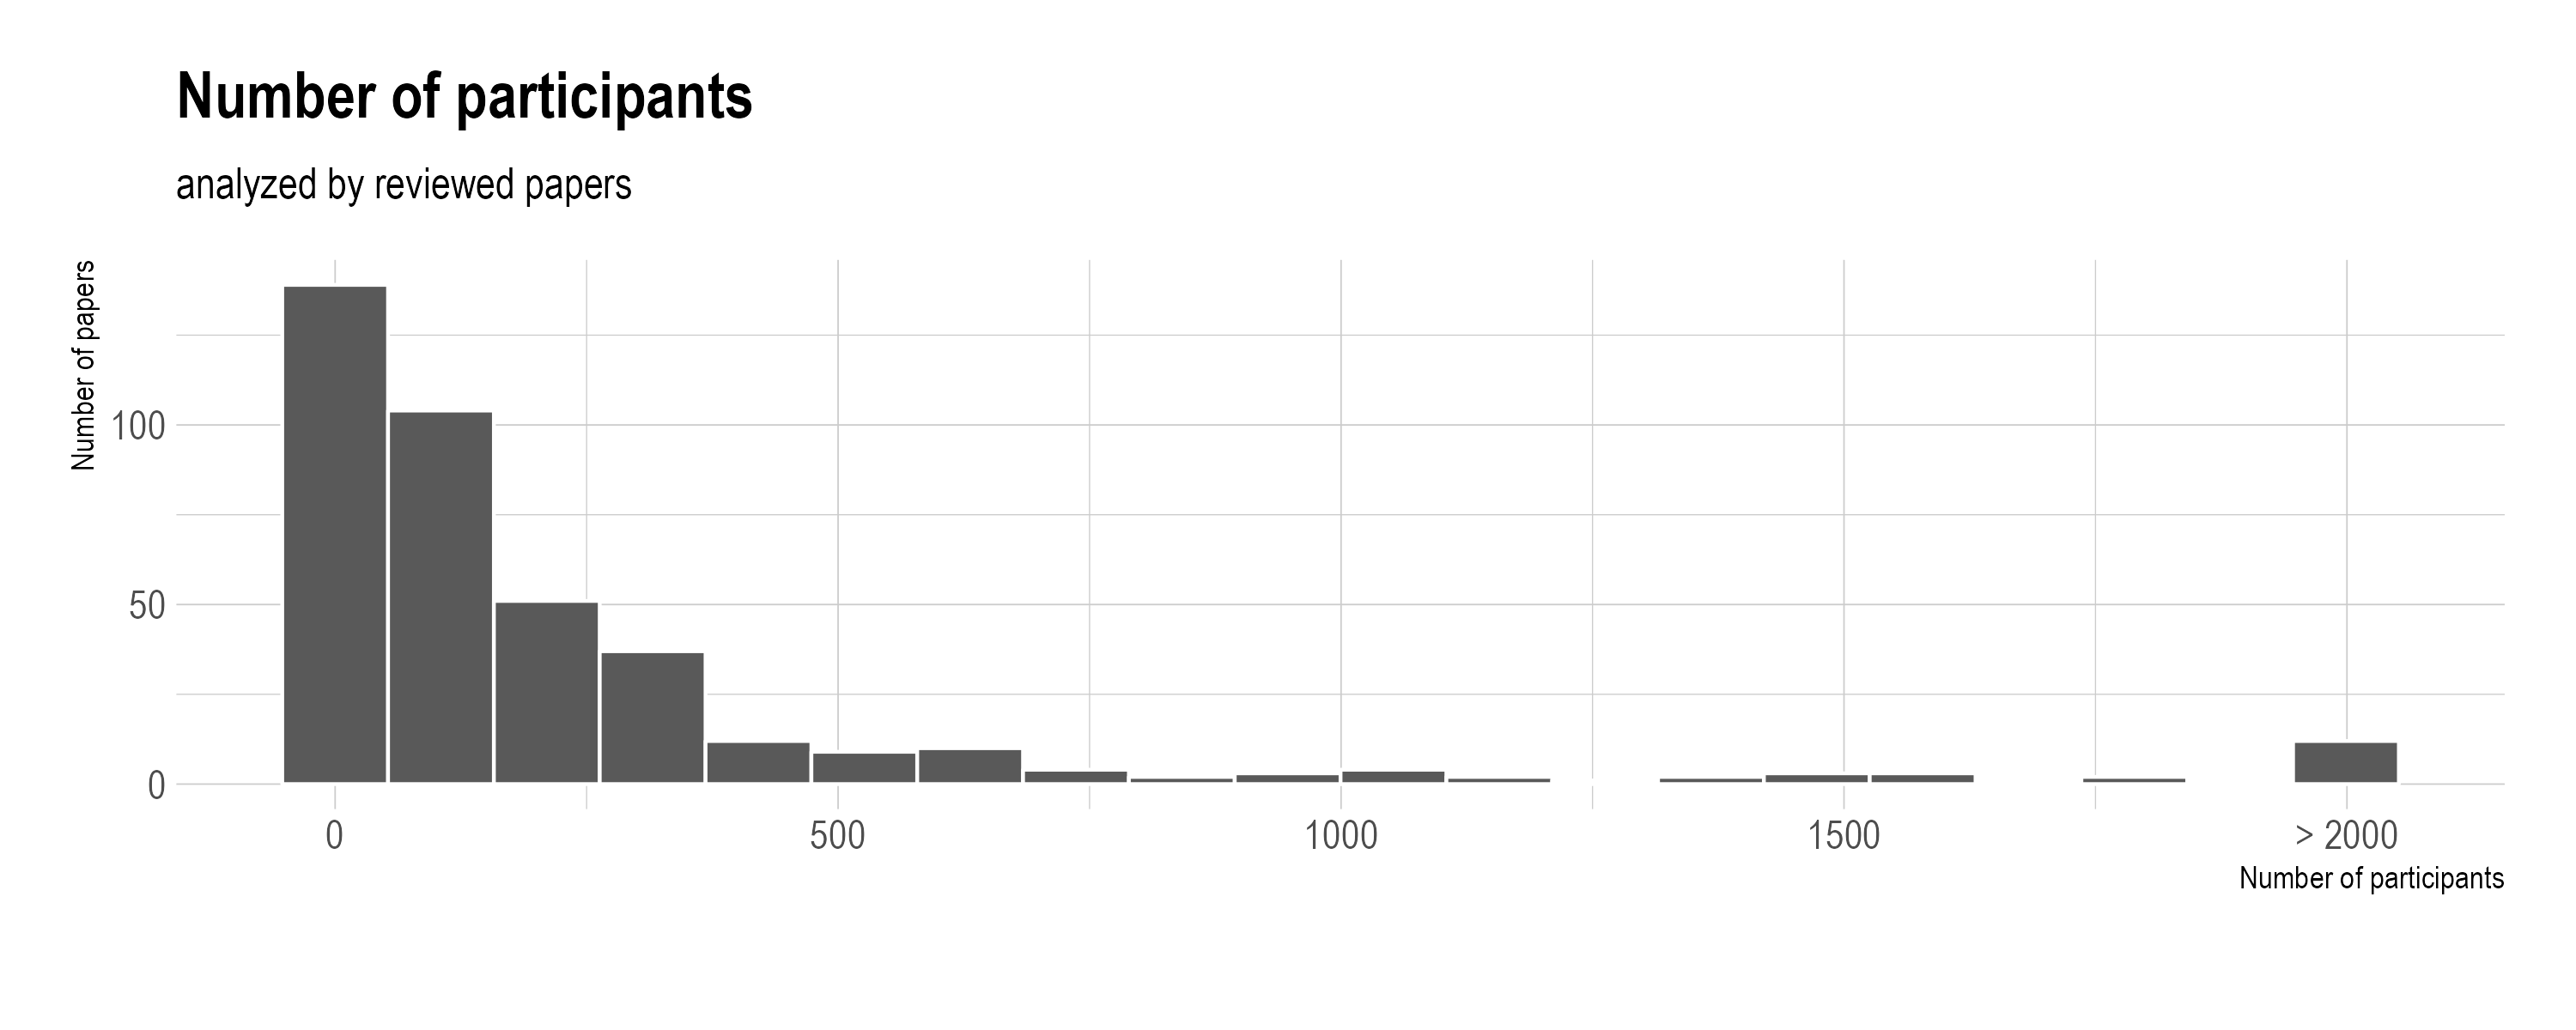 Number of participants
analyzed by reviewed papers
Number of papers
100
50
0
0
500
1000
1500
> 2000
Number of participants